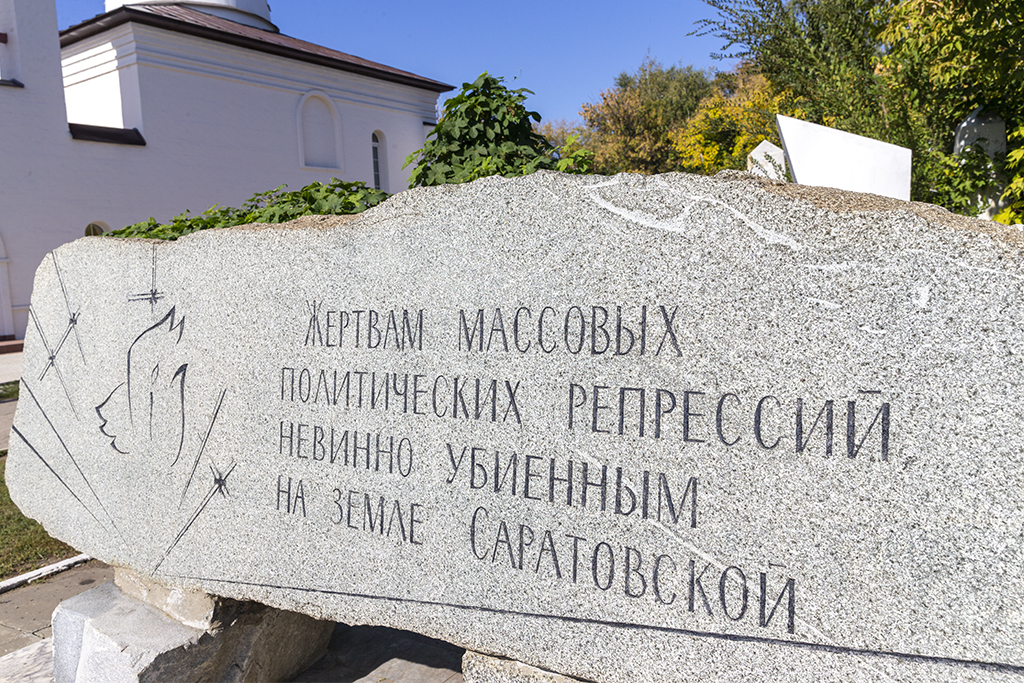 ЖЕРТВАМ МАССОВЫХ
ПОЛИТИЧЕСКИХ РЕПРЕССИЙ
НЕВИННО УБИЕННЫМ
НА ЗЕМЛЕ САРАТОВСКОЙ